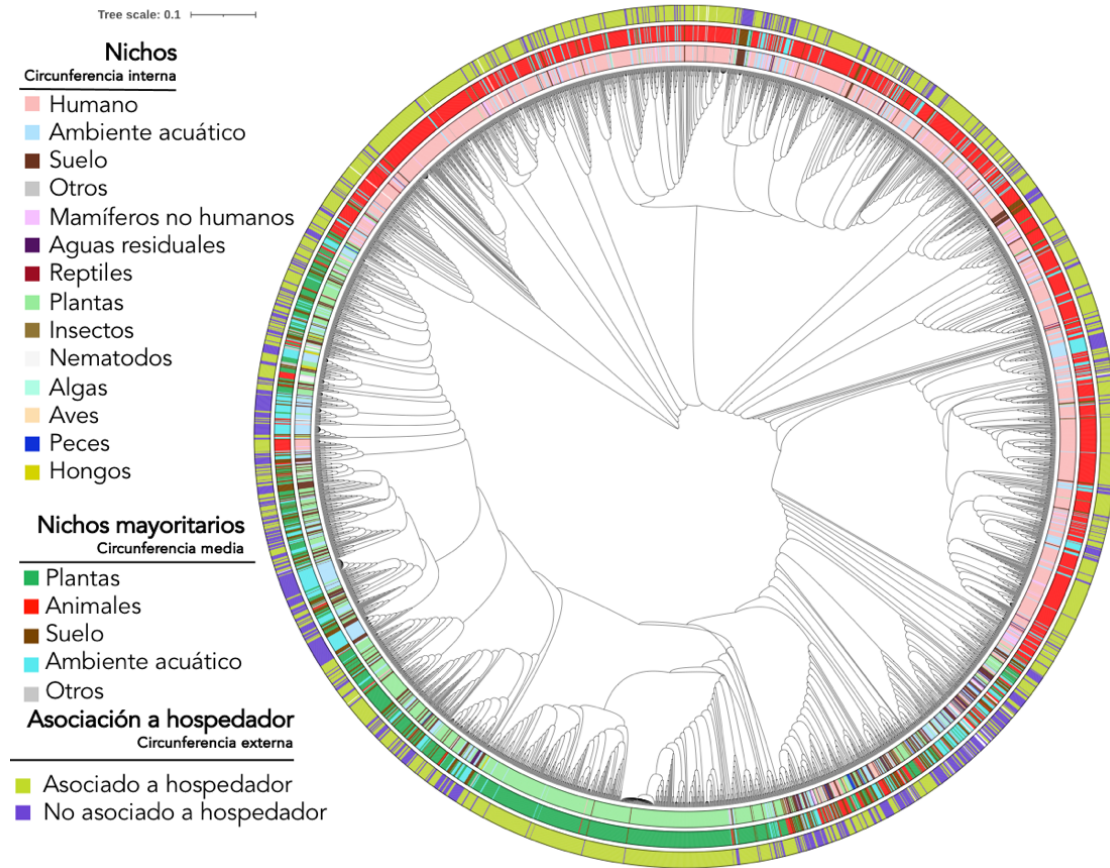 Tree scale: 0.1
Nichos
Circunferencia interna
Humano
Ambiente acuático
Suelo
Otros
Mamíferos no humanos
Aguas residuales
Reptiles
Plantas
Insectos
Nematodos
Algas
Aves
Peces
Hongos
Nichos mayoritarios
Circunferencia media
Plantas
Animales
Suelo
Ambiente acuático
Otros
Asociación a hospedador
Circunferencia externa
Asociado a hospedador
No asociado a hospedador